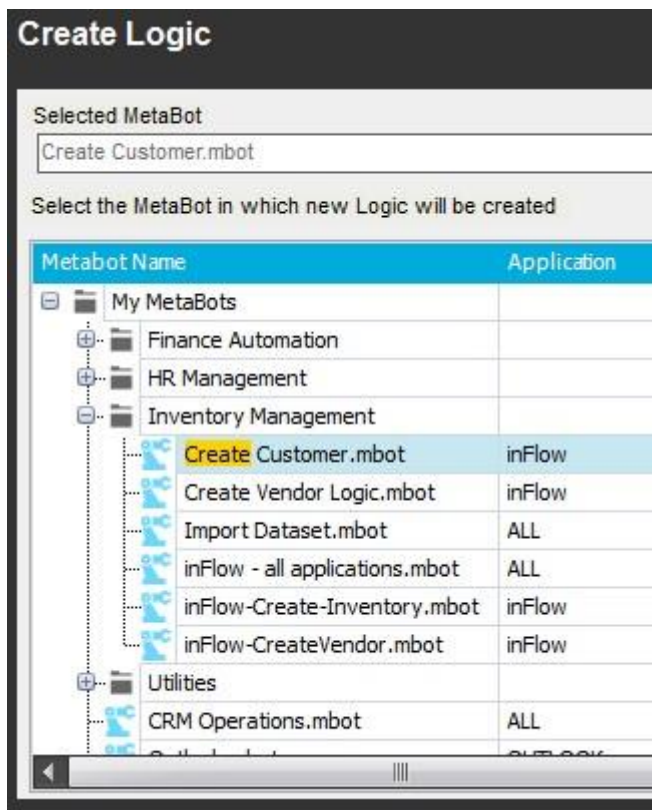 Create Logic
Selected MetaBot
Create Customer.mbot
Select the MetaBot in which new Logic will be created
Metabot Name Application
My MetaBots
Finance Automation
HR Management
Inventory Management
Create Customer.mbot inFlow
Create Vendor Logic.mbot inFlow
Import Dataset.mbot ALL
inFlow - all applications.mbot ALL
inFlow-Create-Inventory.mbot inFlow
inFlow-CreateVendor.mbot inFlow
Utilities
CRM Operations.mbot ALL